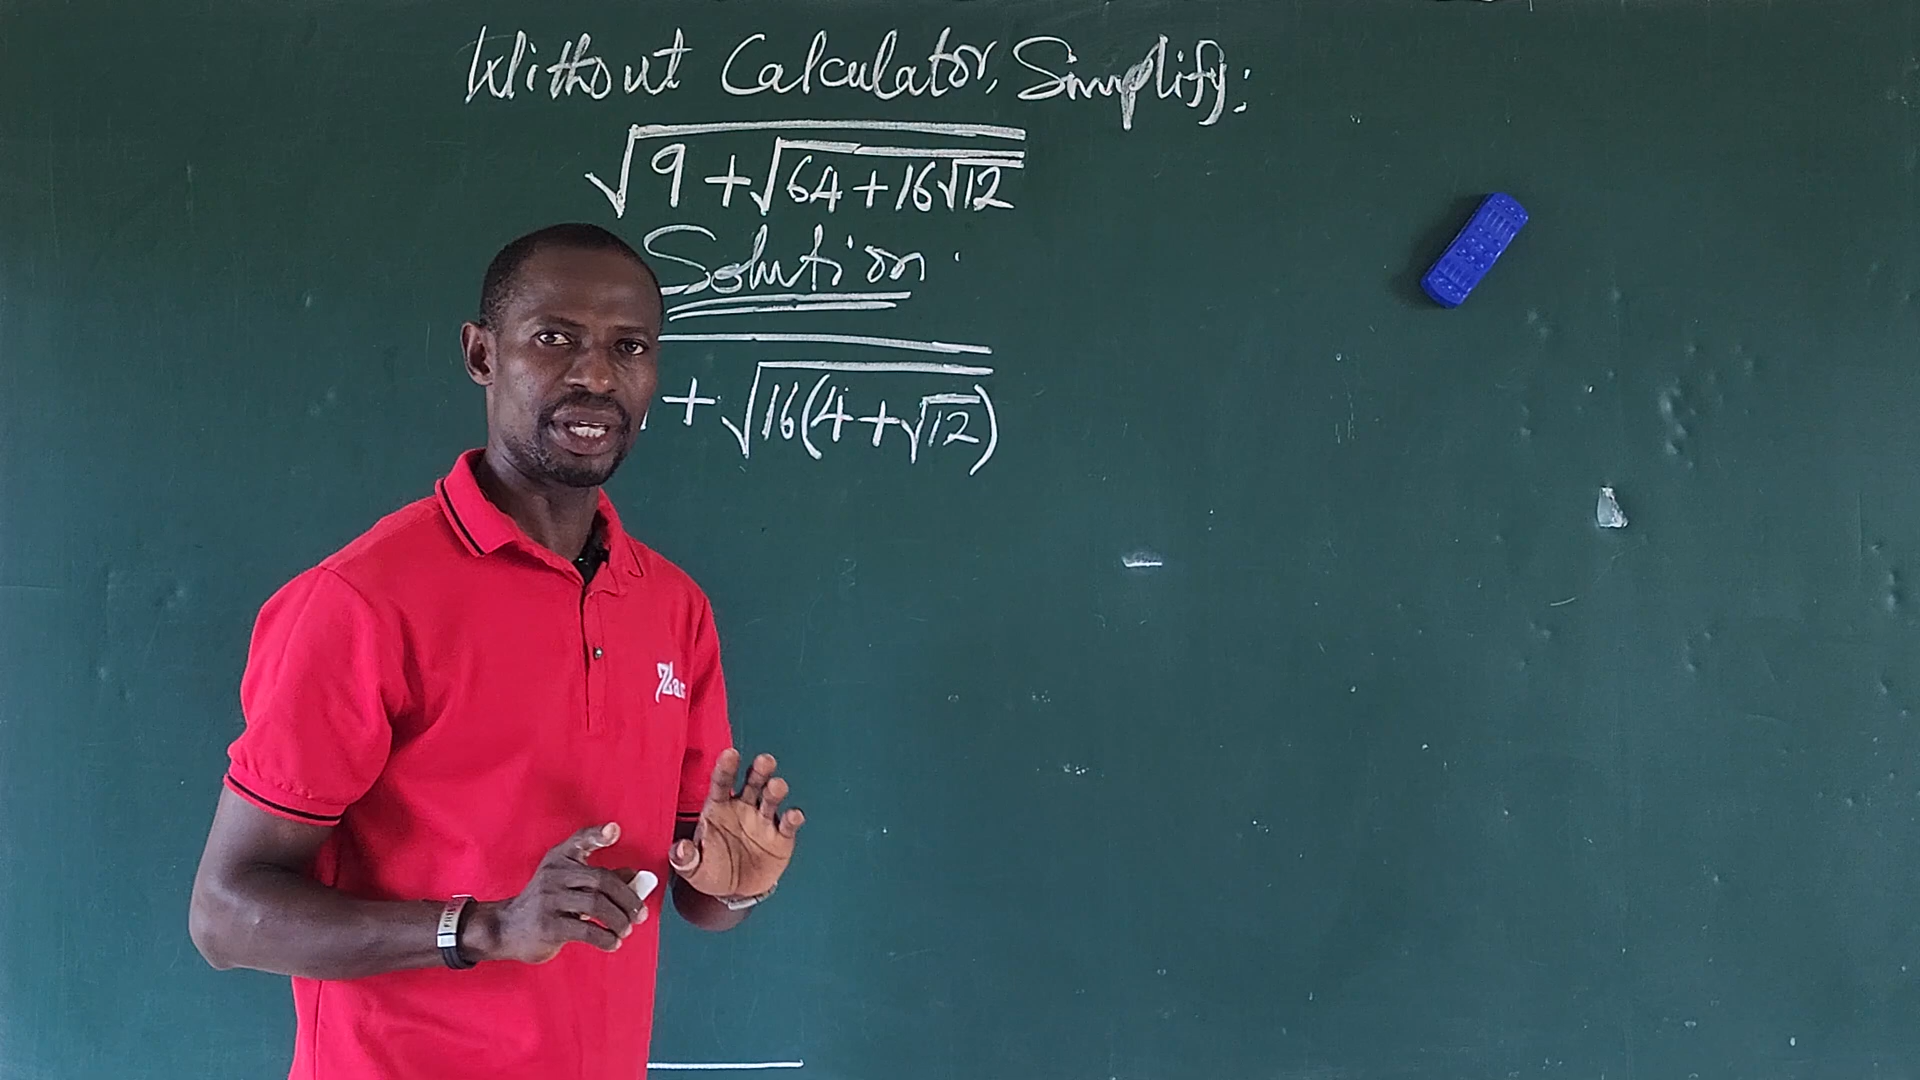 Without Calculator, Simplify:
√(9 + √(64 + 16√12))
Solution
+ √(16(4 + √12))